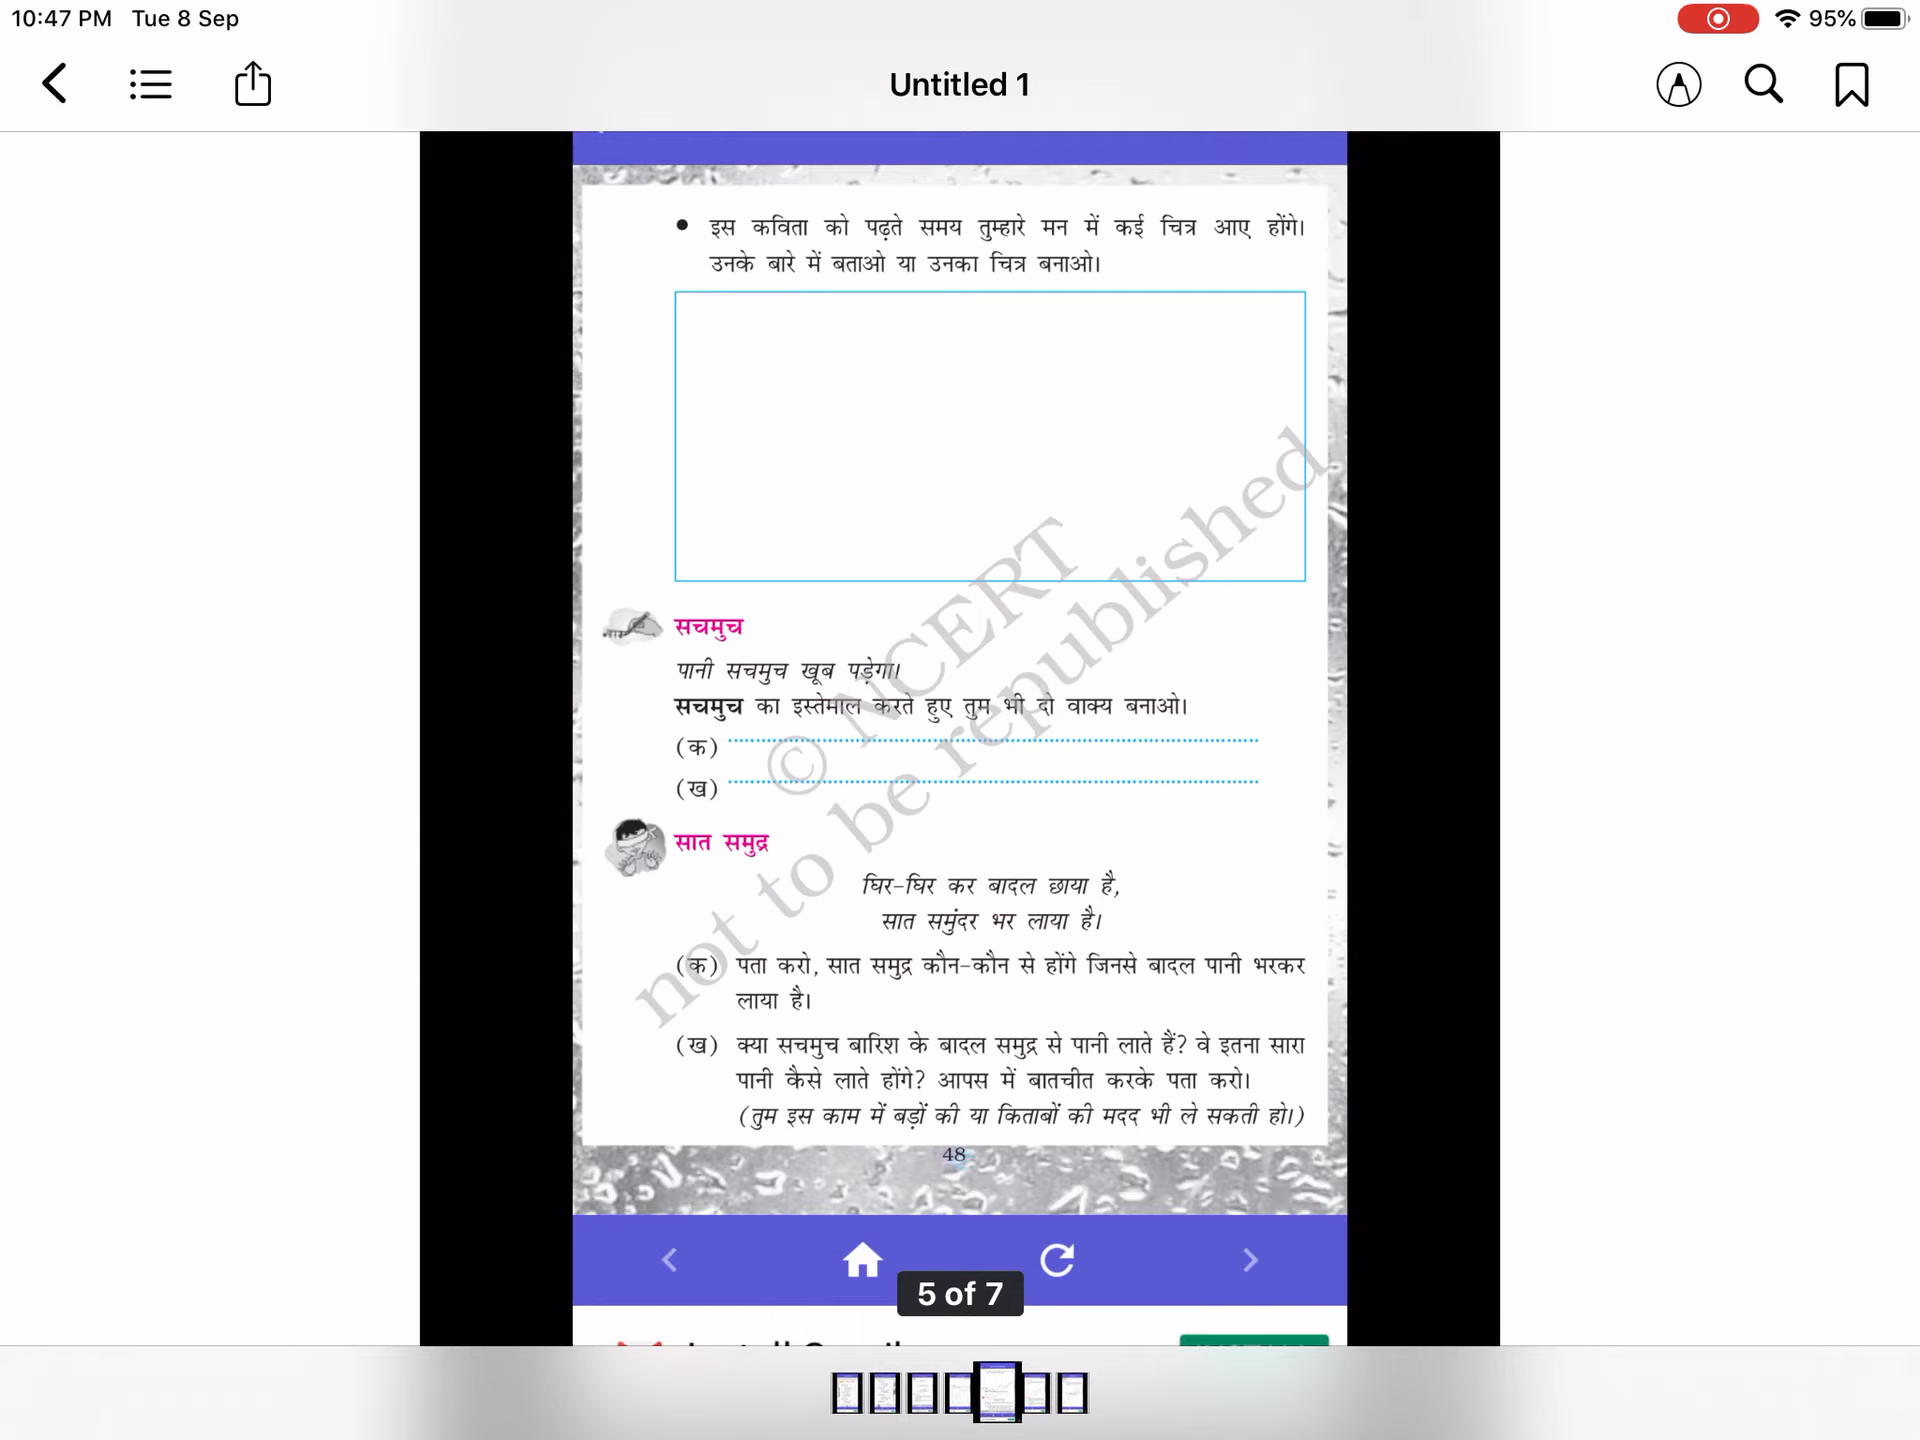 10:47 PM Tue 8 Sep
95%
Untitled 1
• इस कविता को पढ़ते समय तुम्हारे मन में कई चित्र आए होंगे।
उनके बारे में बताओ या उनका चित्र बनाओ।
सचमुच
पानी सचमुच खूब पड़ेगा।
सचमुच का इस्तेमाल करते हुए तुम भी दो वाक्य बनाओ।
(क)
(ख)
सात समुद्र
घिर-घिर कर बादल छाया है,
सात समुंदर भर लाया है।
(क) पता करो, सात समुद्र कौन-कौन से होंगे जिनसे बादल पानी भरकर
लाया है।
(ख) क्या सचमुच बारिश के बादल समुद्र से पानी लाते हैं? वे इतना सारा
पानी कैसे लाते होंगे? आपस में बातचीत करके पता करो।
(तुम इस काम में बड़ों की या किताबों की मदद भी ले सकती हो।)
© NCERT
not to be republished
48
5 of 7